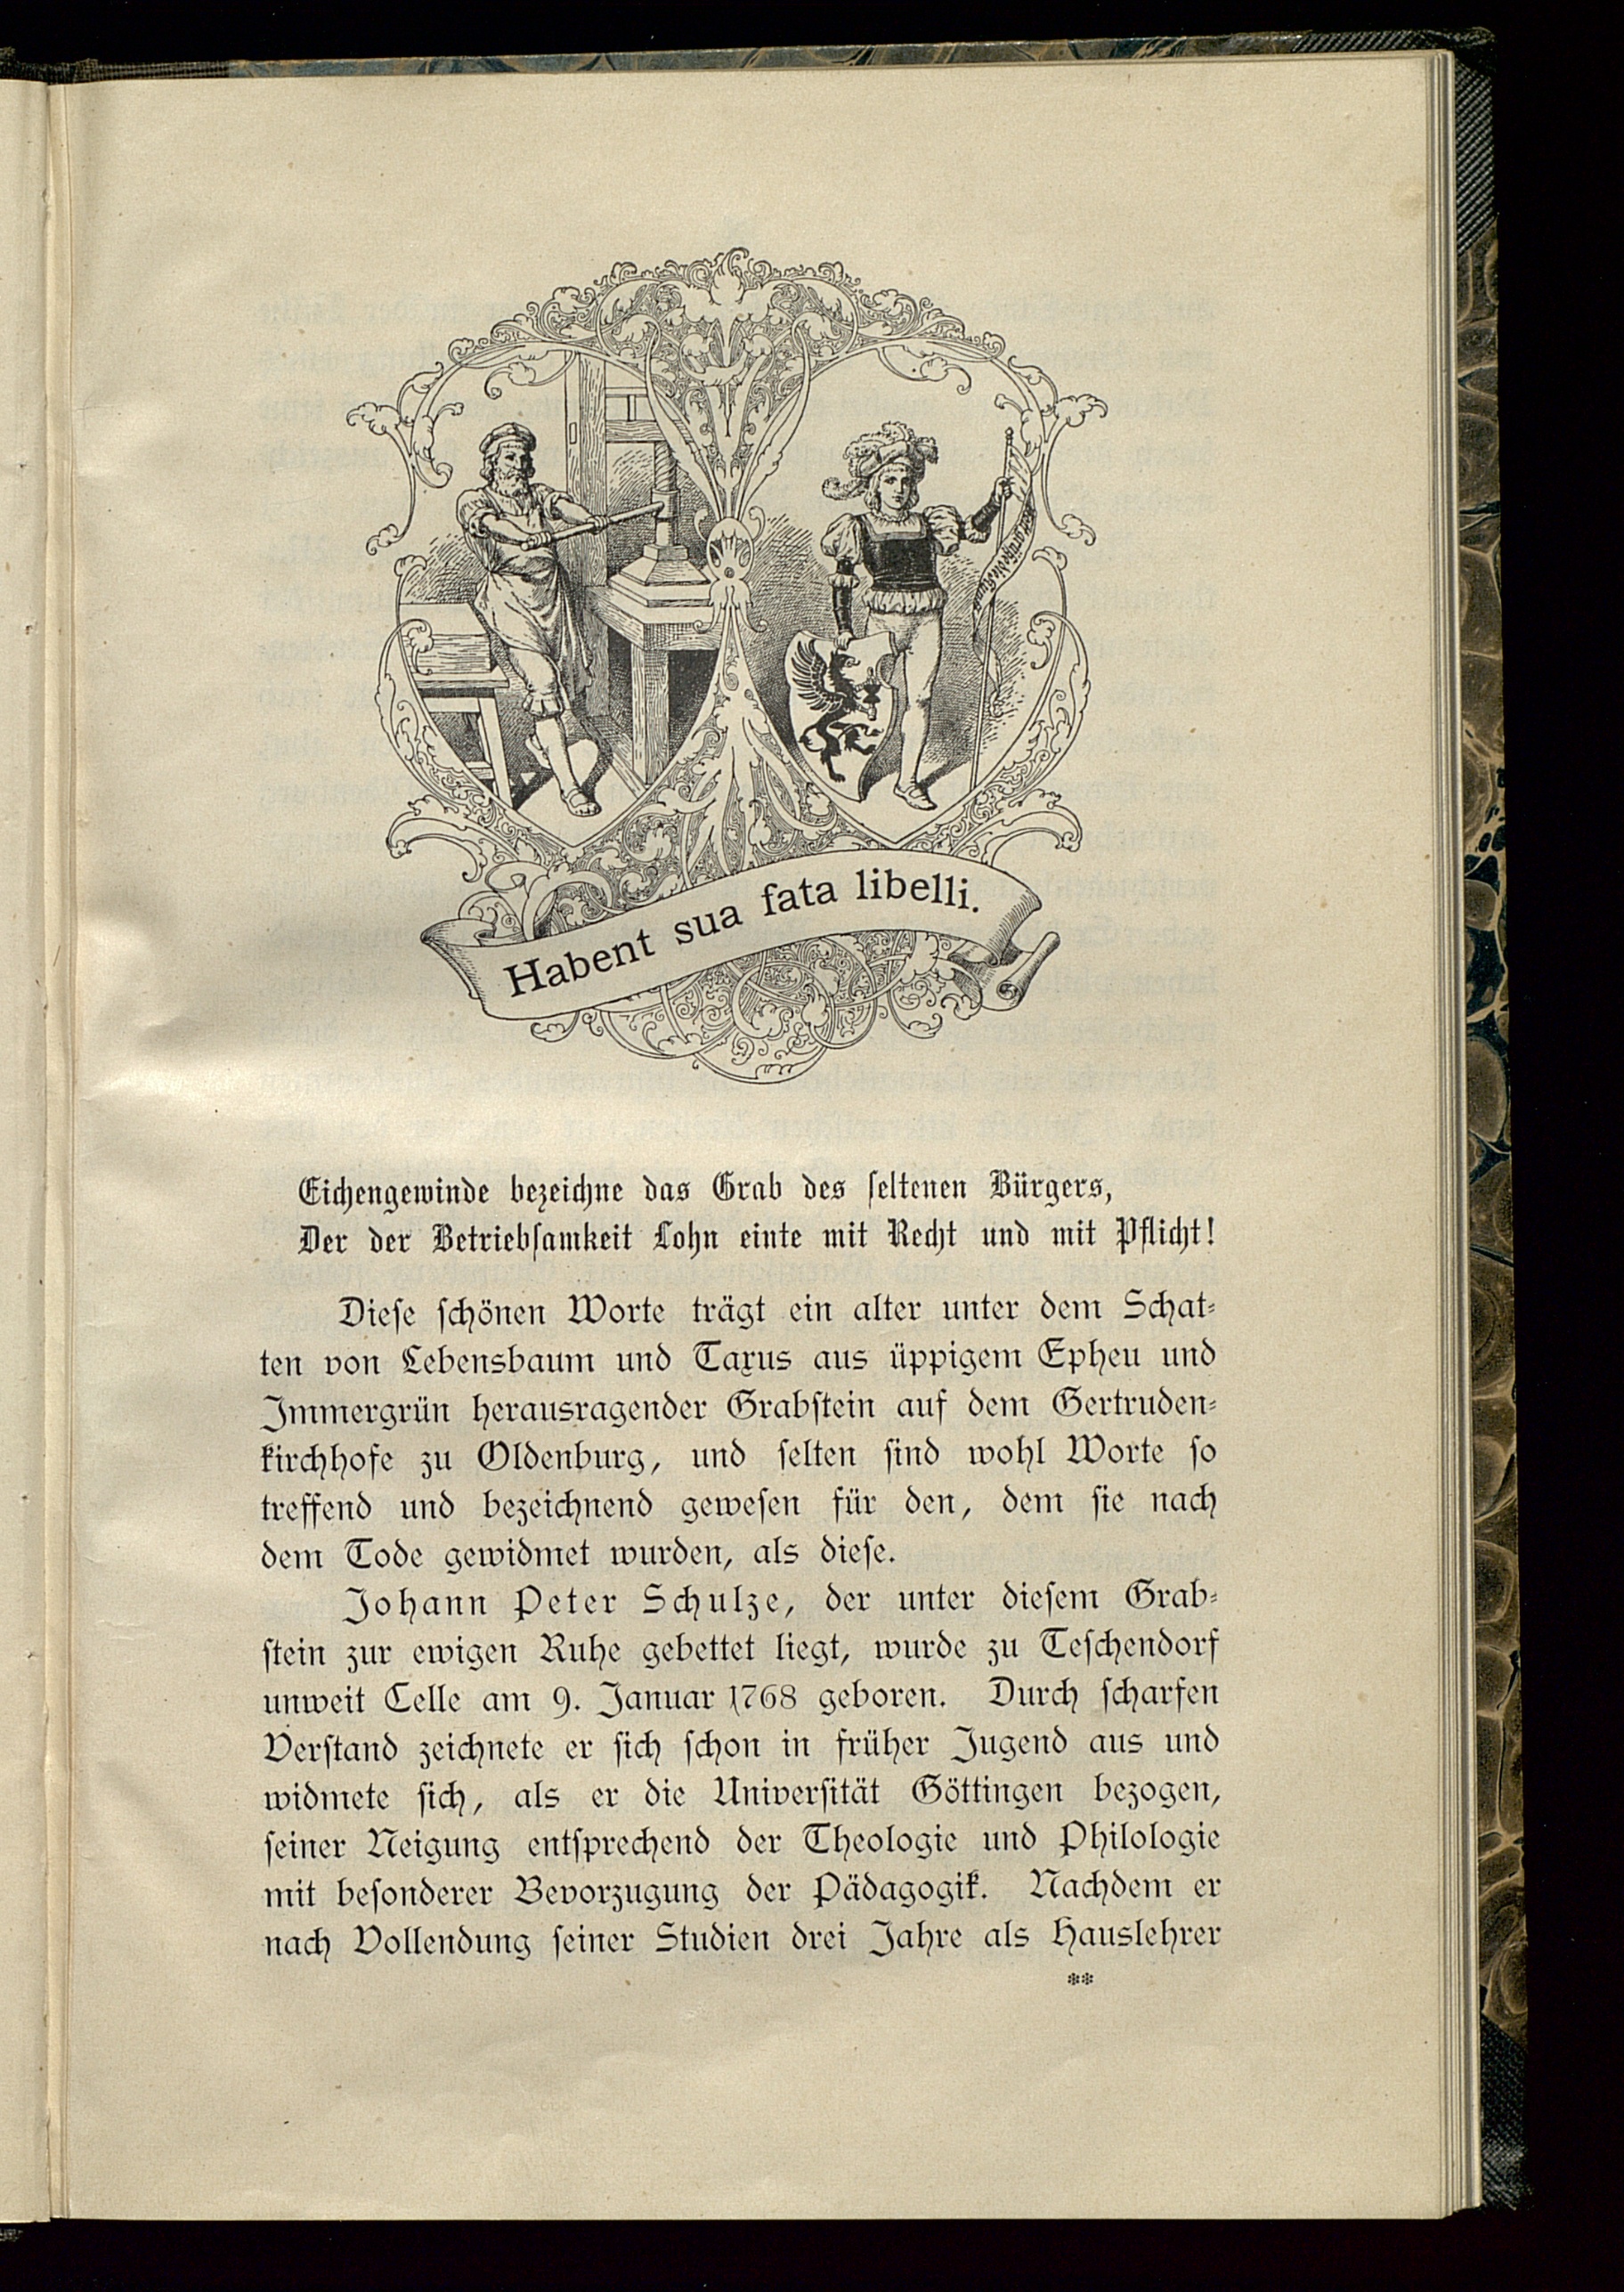 Habent sua fata libelli.
Eichengewinde bezeichne das Grab des ſeltenen Bürgers,
Der der Betriebſamkeit Lohn einte mit Recht und mit Pflicht!
Dieſe ſchönen Worte trägt ein alter unter dem Schat⸗
ten von Lebensbaum und Taxus aus üppigem Epheu und
Immergrün herausragender Grabſtein auf dem Gertruden⸗
kirchhofe zu Oldenburg, und ſelten ſind wohl Worte ſo
treffend und bezeichnend geweſen für den, dem ſie nach
dem Tode gewidmet wurden, als dieſe.
Johann Peter Schulze, der unter dieſem Grab⸗
ſtein zur ewigen Ruhe gebettet liegt, wurde zu Teſchendorf
unweit Celle am 9. Januar 1768 geboren. Durch ſcharfen
Verſtand zeichnete er ſich ſchon in früher Jugend aus und
widmete ſich, als er die Univerſität Göttingen bezogen,
ſeiner Neigung entſprechend der Theologie und Philologie
mit beſonderer Bevorzugung der Pädagogik. Nachdem er
nach Vollendung ſeiner Studien drei Jahre als Hauslehrer
**